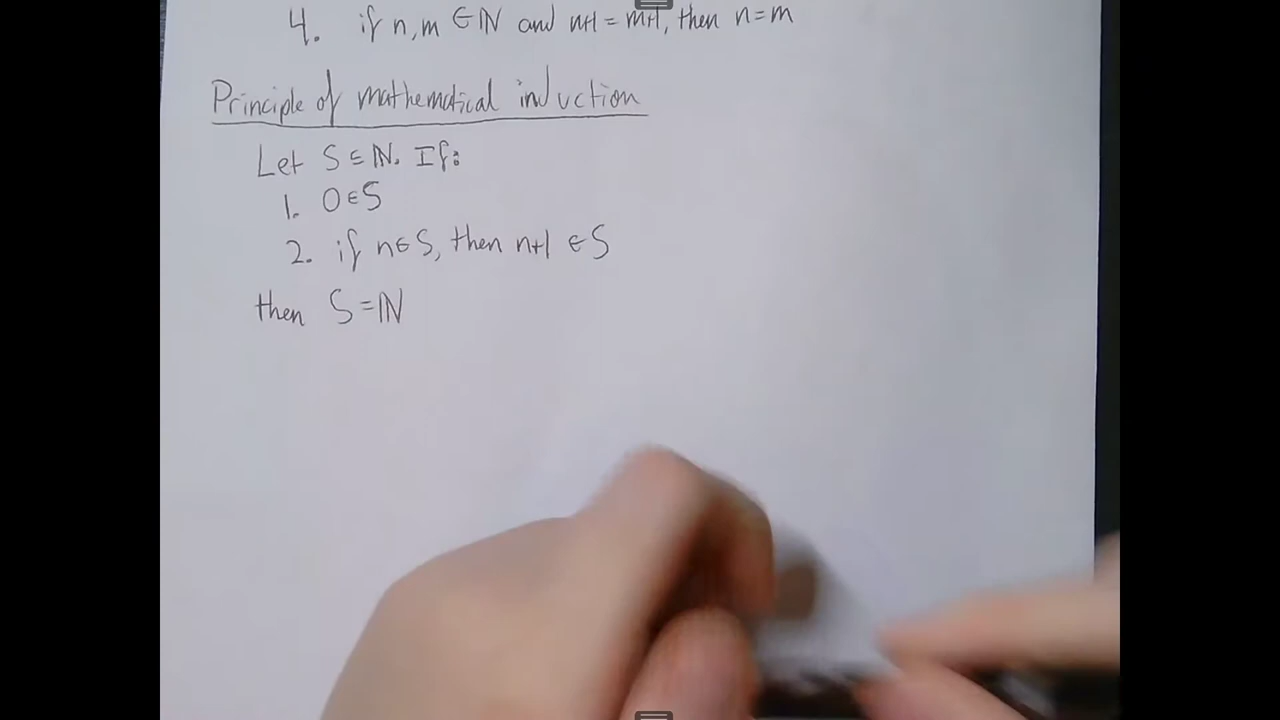 4. if n,m ∈ ℕ and n+1 = m+1, then n=m
Principle of mathematical induction
Let S ⊆ ℕ. If:
1. 0∈S
2. if n∈S, then n+1 ∈S
then S=ℕ